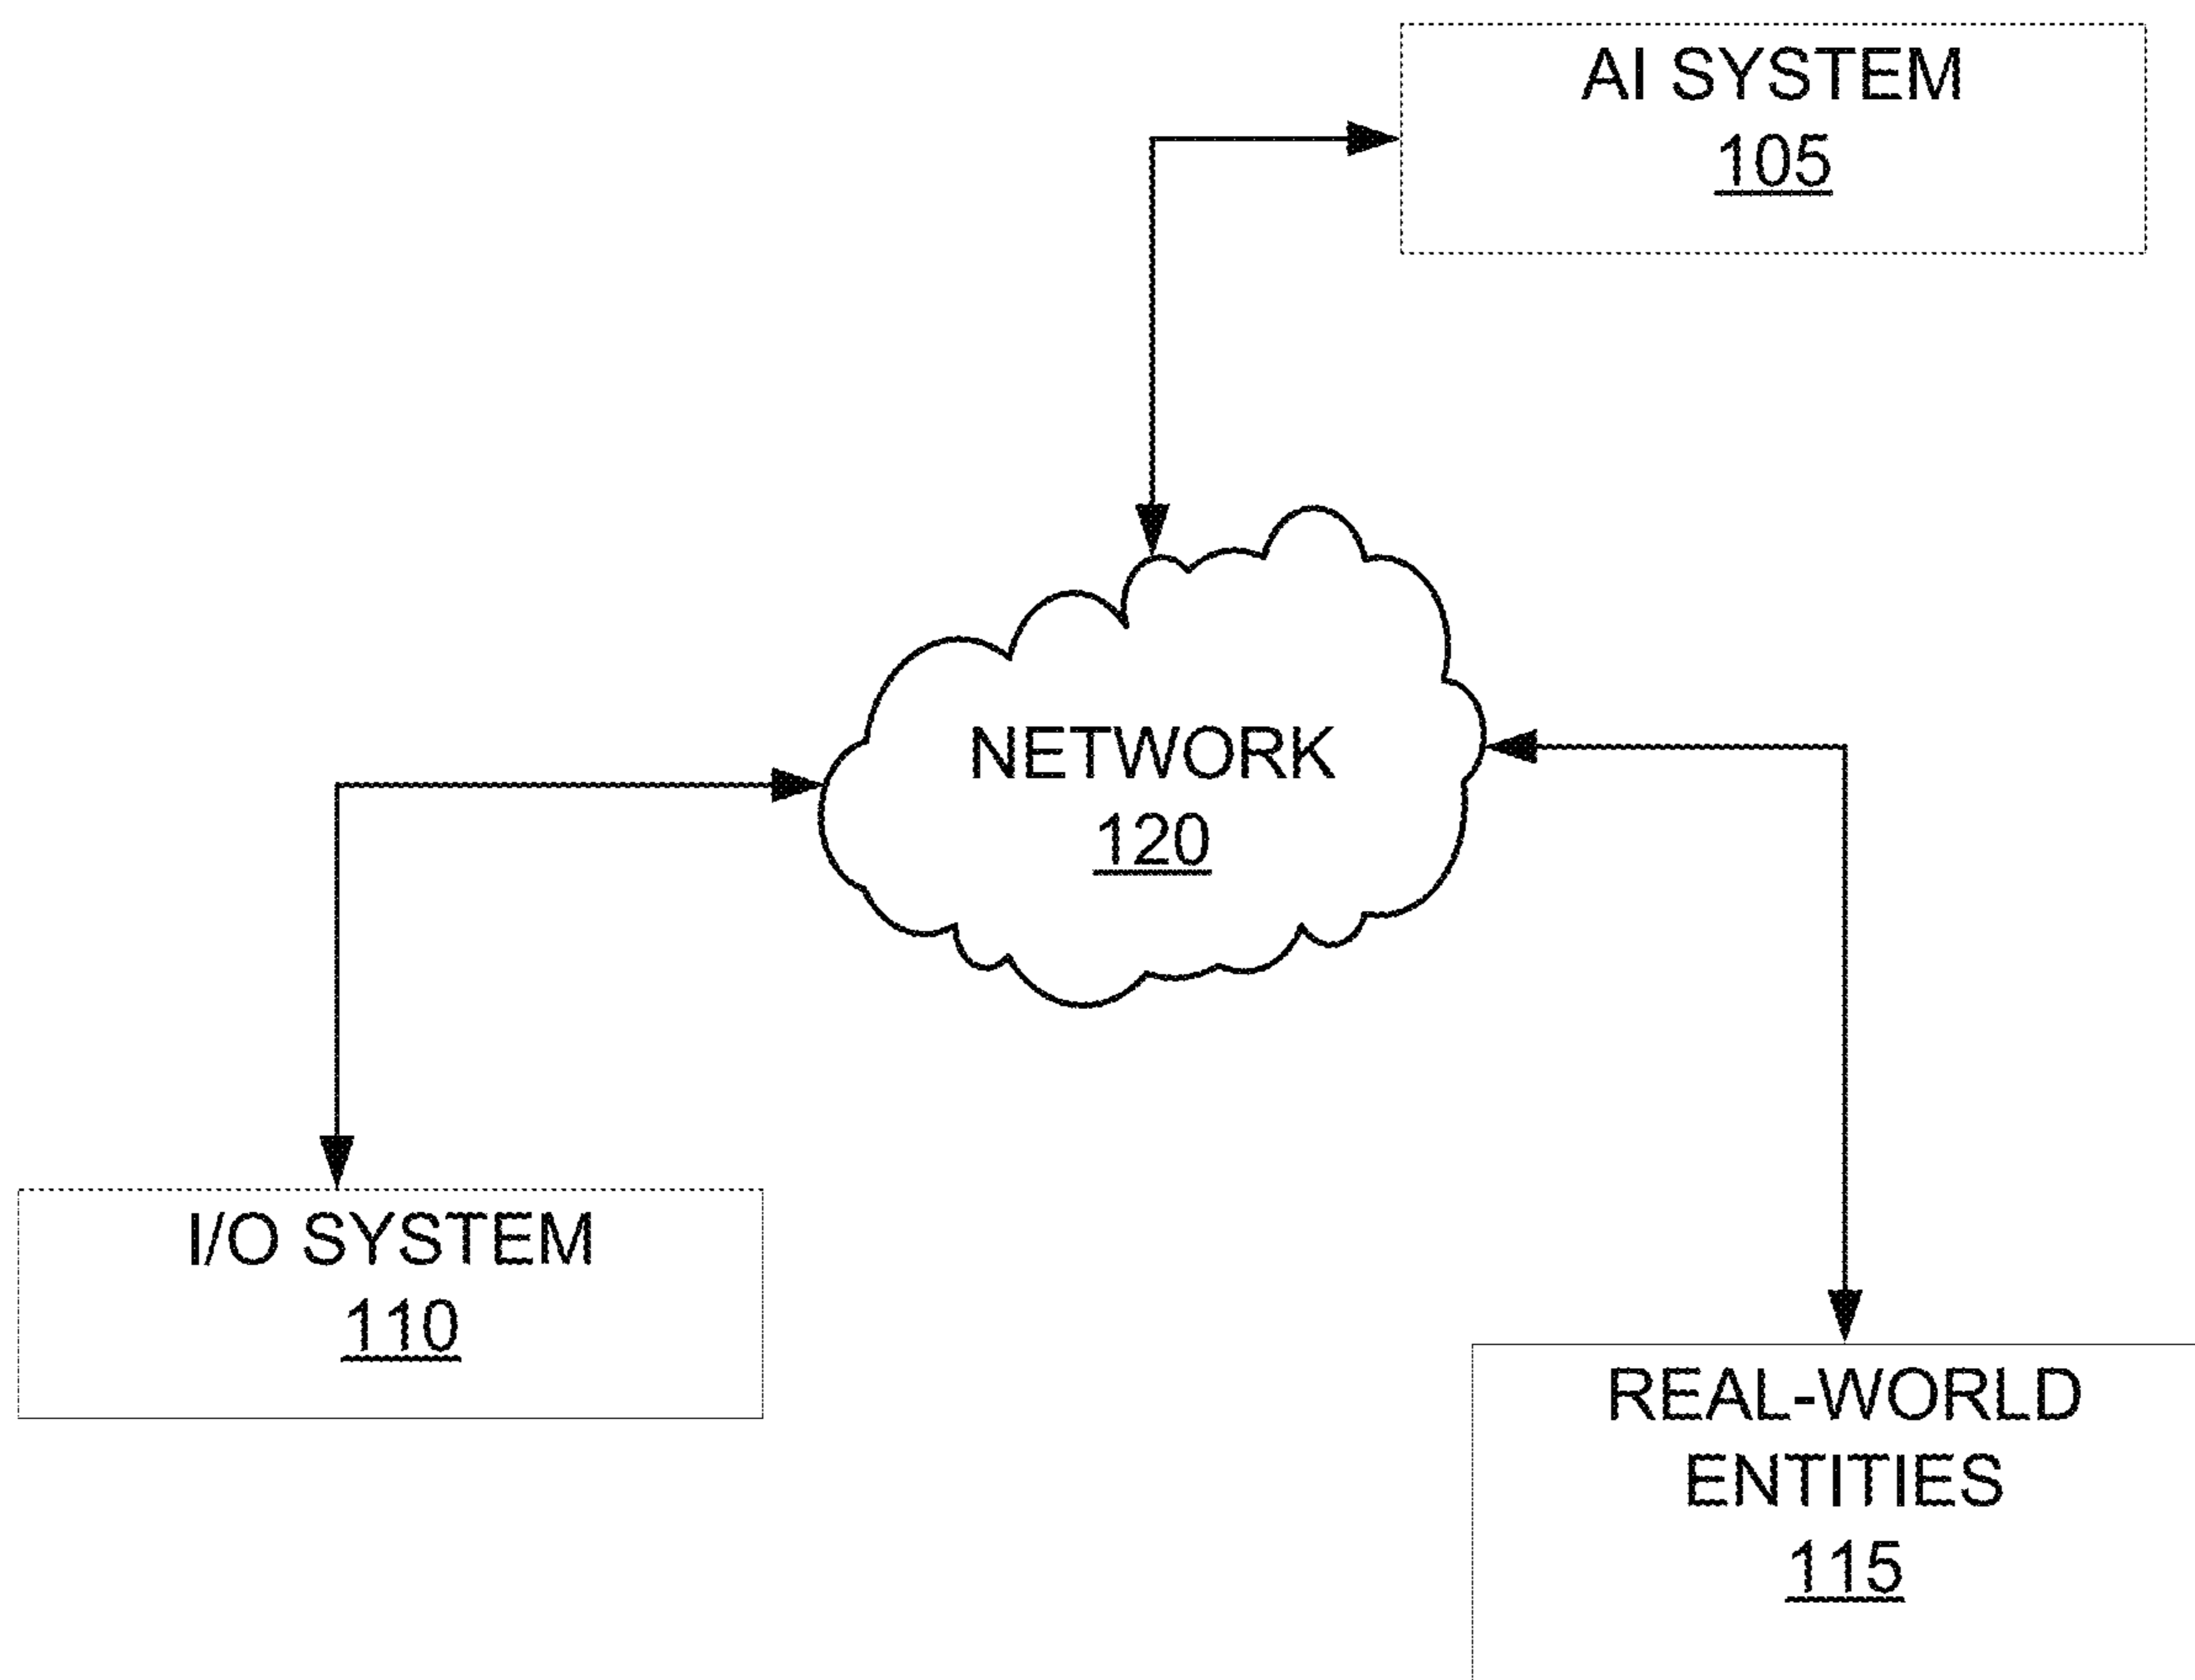 AI SYSTEM
105
NETWORK
120
I/O SYSTEM
110
REAL-WORLD
ENTITIES
115